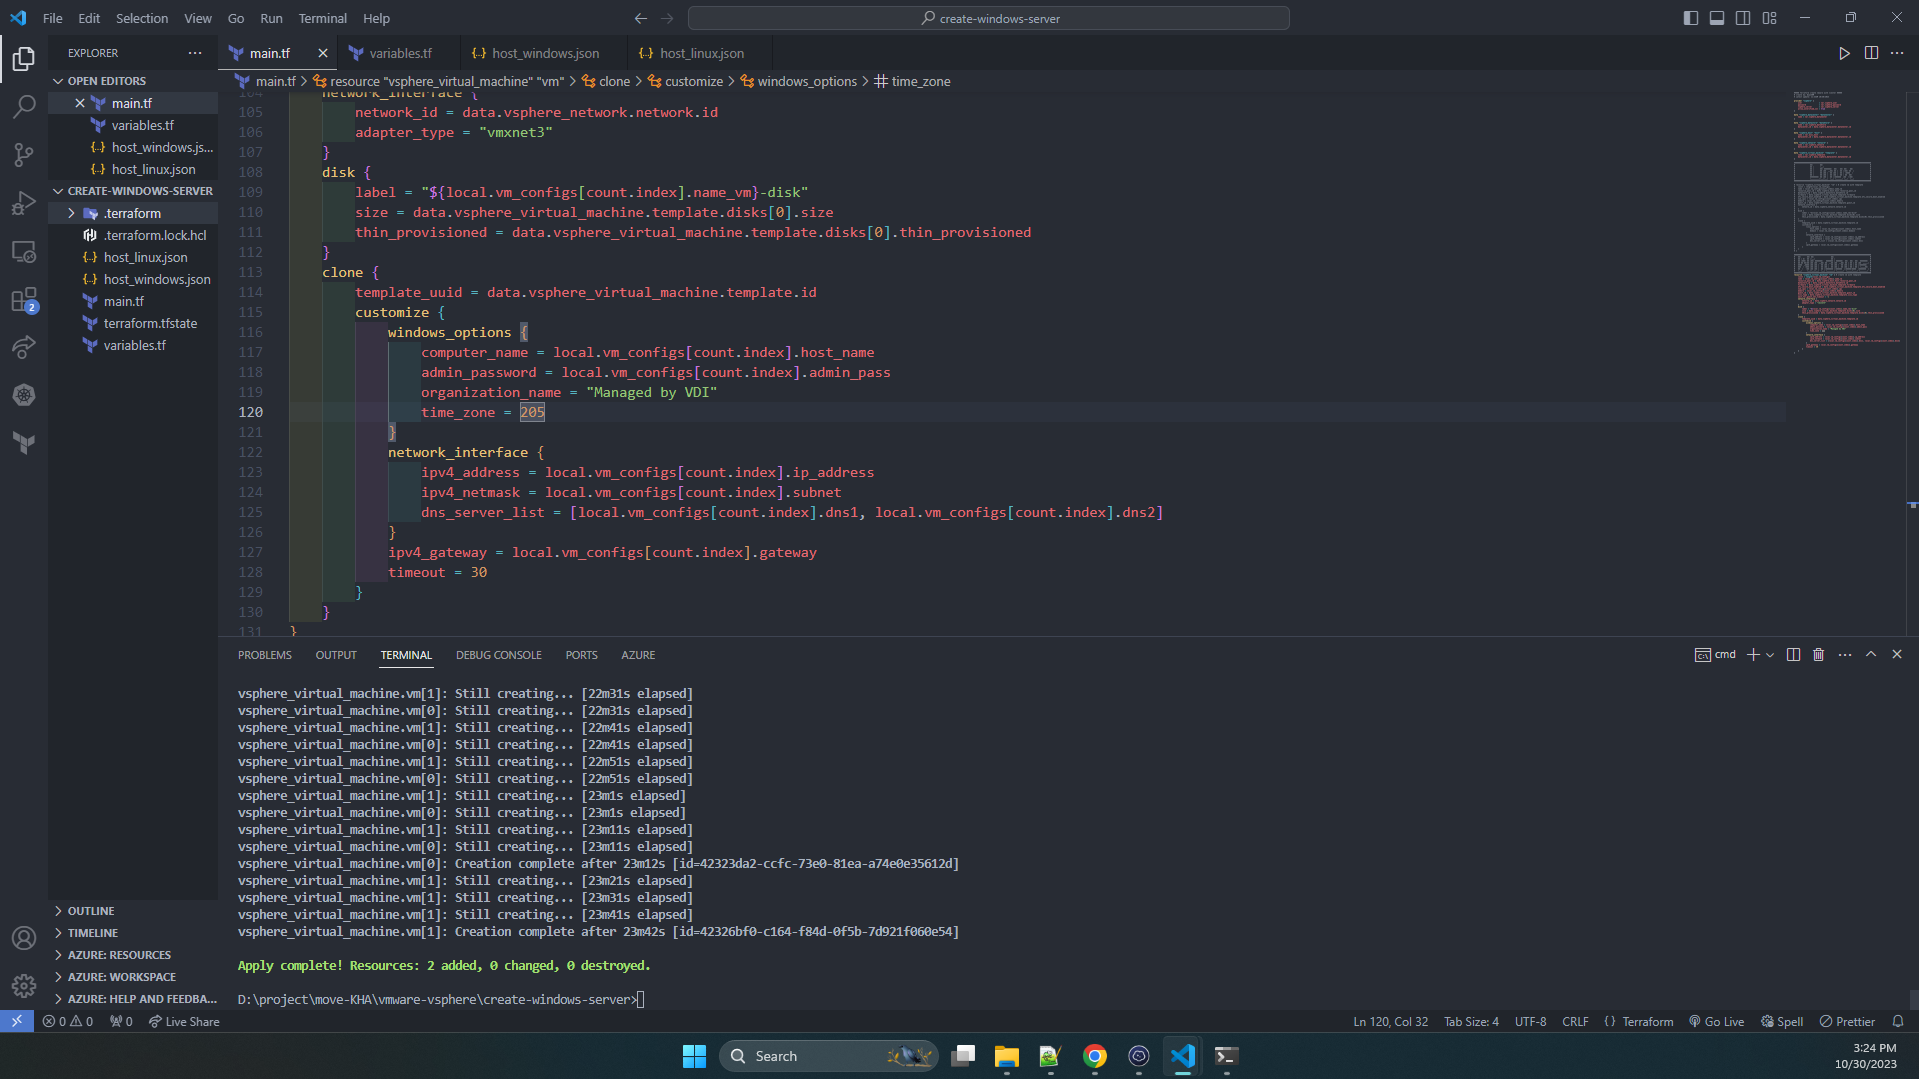 File Edit Selection View Go Run Terminal Help
create-windows-server
EXPLORER
OPEN EDITORS
main.tf
variables.tf
host_windows.js...
host_linux.json
CREATE-WINDOWS-SERVER
.terraform
.terraform.lock.hcl
host_linux.json
host_windows.json
main.tf
terraform.tfstate
variables.tf
OUTLINE
TIMELINE
AZURE: RESOURCES
AZURE: WORKSPACE
AZURE: HELP AND FEEDBA...
2
main.tf variables.tf host_windows.json host_linux.json
main.tf > resource "vsphere_virtual_machine" "vm" > clone > customize > windows_options > time_zone
104 network_interface {
105 network_id = data.vsphere_network.network.id
106 adapter_type = "vmxnet3"
107 }
108 disk {
109 label = "${local.vm_configs[count.index].name_vm}-disk"
110 size = data.vsphere_virtual_machine.template.disks[0].size
111 thin_provisioned = data.vsphere_virtual_machine.template.disks[0].thin_provisioned
112 }
113 clone {
114 template_uuid = data.vsphere_virtual_machine.template.id
115 customize {
116 windows_options {
117 computer_name = local.vm_configs[count.index].host_name
118 admin_password = local.vm_configs[count.index].admin_pass
119 organization_name = "Managed by VDI"
120 time_zone = 205
121 }
122 network_interface {
123 ipv4_address = local.vm_configs[count.index].ip_address
124 ipv4_netmask = local.vm_configs[count.index].subnet
125 dns_server_list = [local.vm_configs[count.index].dns1, local.vm_configs[count.index].dns2]
126 }
127 ipv4_gateway = local.vm_configs[count.index].gateway
128 timeout = 30
129 }
130 }
131 }
Linux
Windows
PROBLEMS OUTPUT TERMINAL DEBUG CONSOLE PORTS AZURE
cmd
vsphere_virtual_machine.vm[1]: Still creating... [22m31s elapsed]
vsphere_virtual_machine.vm[0]: Still creating... [22m31s elapsed]
vsphere_virtual_machine.vm[1]: Still creating... [22m41s elapsed]
vsphere_virtual_machine.vm[0]: Still creating... [22m41s elapsed]
vsphere_virtual_machine.vm[1]: Still creating... [22m51s elapsed]
vsphere_virtual_machine.vm[0]: Still creating... [22m51s elapsed]
vsphere_virtual_machine.vm[1]: Still creating... [23m1s elapsed]
vsphere_virtual_machine.vm[0]: Still creating... [23m1s elapsed]
vsphere_virtual_machine.vm[1]: Still creating... [23m11s elapsed]
vsphere_virtual_machine.vm[0]: Still creating... [23m11s elapsed]
vsphere_virtual_machine.vm[0]: Creation complete after 23m12s [id=42323da2-ccfc-73e0-81ea-a74e0e35612d]
vsphere_virtual_machine.vm[1]: Still creating... [23m21s elapsed]
vsphere_virtual_machine.vm[1]: Still creating... [23m31s elapsed]
vsphere_virtual_machine.vm[1]: Still creating... [23m41s elapsed]
vsphere_virtual_machine.vm[1]: Creation complete after 23m42s [id=42326bf0-c164-f84d-0f5b-7d921f060e54]
Apply complete! Resources: 2 added, 0 changed, 0 destroyed.
D:\project\move-KHA\vmware-vsphere\create-windows-server>
0 0 0 Live Share
Ln 120, Col 32 Tab Size: 4 UTF-8 CRLF {} Terraform Go Live Spell Prettier
Search
3:24 PM
10/30/2023